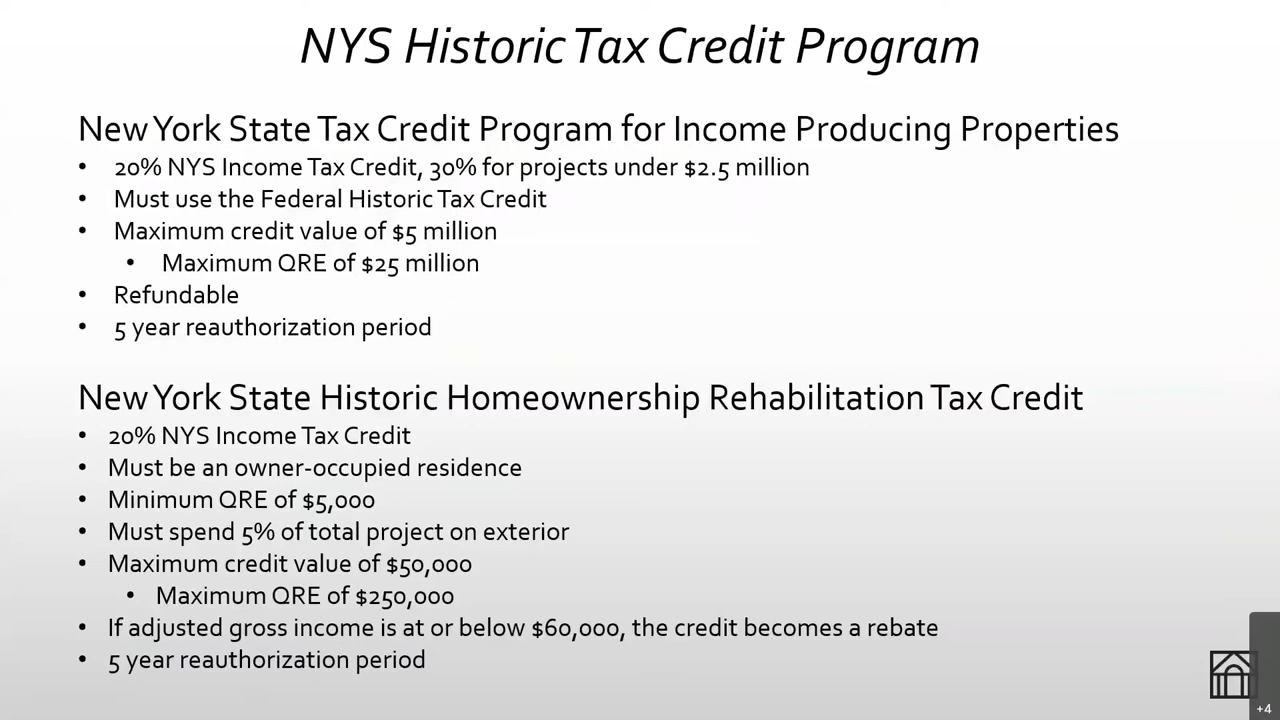 NYS Historic Tax Credit Program
New York State Tax Credit Program for Income Producing Properties
• 20% NYS Income Tax Credit, 30% for projects under $2.5 million
• Must use the Federal Historic Tax Credit
• Maximum credit value of $5 million
• Maximum QRE of $25 million
• Refundable
• 5 year reauthorization period
New York State Historic Homeownership Rehabilitation Tax Credit
• 20% NYS Income Tax Credit
• Must be an owner-occupied residence
• Minimum QRE of $5,000
• Must spend 5% of total project on exterior
• Maximum credit value of $50,000
• Maximum QRE of $250,000
• If adjusted gross income is at or below $60,000, the credit becomes a rebate
• 5 year reauthorization period
+4